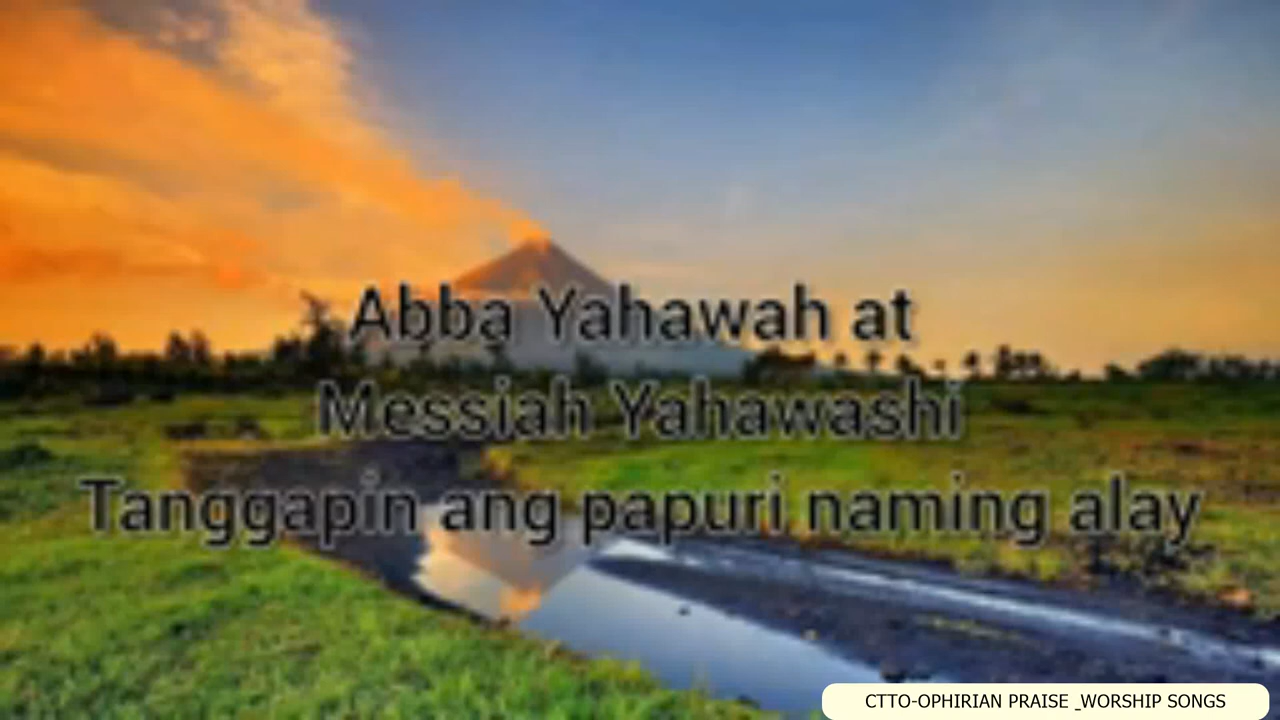 Abba Yahawah at
Messiah Yahawashi
Tanggapin ang papuri naming alay
CTTO-OPHIRIAN PRAISE _WORSHIP SONGS